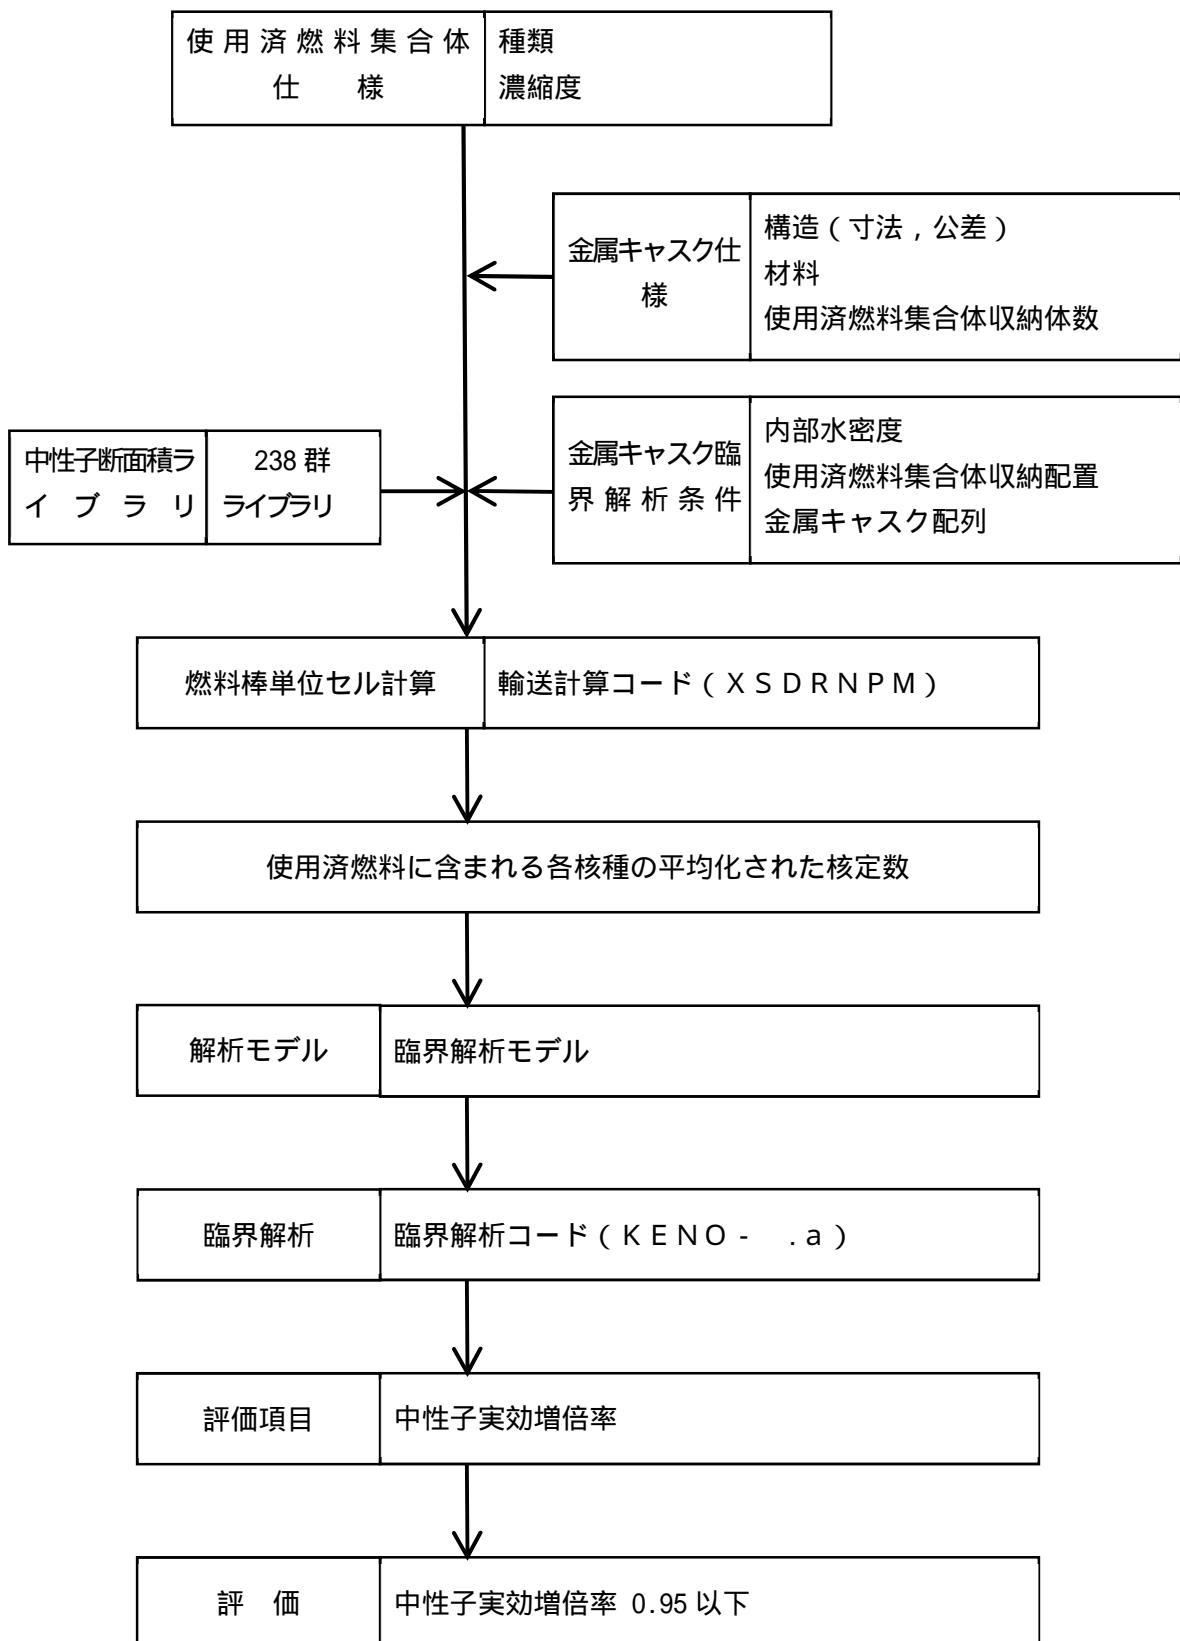 使用済燃料集合体
仕様
種類
濃縮度
金属キャスク仕
様
構造（寸法，公差）
材料
使用済燃料集合体収納体数
中性子断面積ラ
イブラリ
238 群
ライブラリ
金属キャスク臨
界解析条件
内部水密度
使用済燃料集合体収納配置
金属キャスク配列
燃料棒単位セル計算
輸送計算コード（ＸＳＤＲＮＰＭ）
使用済燃料に含まれる各核種の平均化された核定数
解析モデル
臨界解析モデル
臨界解析
臨界解析コード（ＫＥＮＯ‐　．ａ）
評価項目
中性子実効増倍率
評　価
中性子実効増倍率 0.95 以下